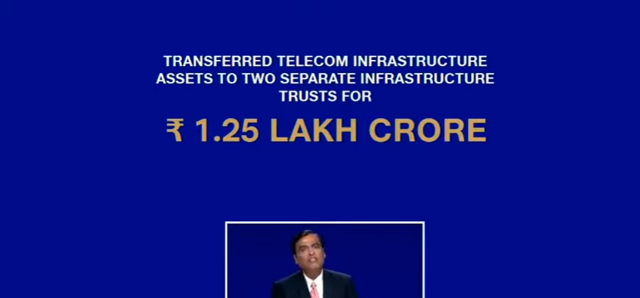 TRANSFERRED TELECOM INFRASTRUCTURE
ASSETS TO TWO SEPARATE INFRASTRUCTURE
TRUSTS FOR
₹ 1.25 LAKH CRORE